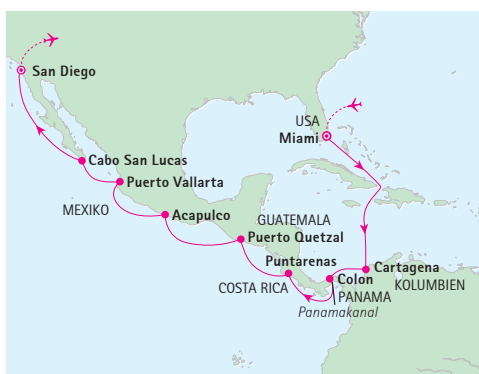 San Diego
USA
Miami
Cabo San Lucas
Puerto Vallarta
MEXIKO
Acapulco
GUATEMALA
Puerto Quetzal
Puntarenas
Cartagena
COSTA RICA
Colon
KOLUMBIEN
PANAMA
Panamakanal